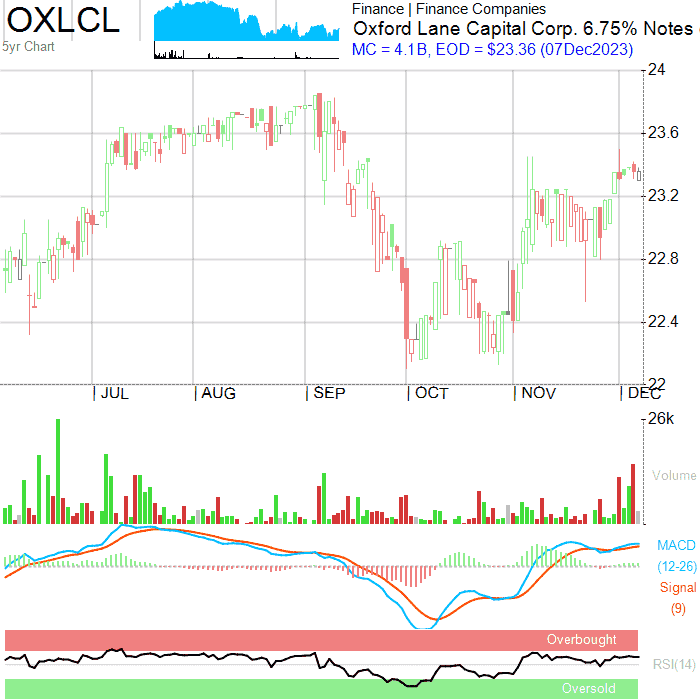 OXLCL
5yr Chart
Finance | Finance Companies
Oxford Lane Capital Corp. 6.75% Notes
MC = 4.1B, EOD = $23.36 (07Dec2023)
24
23.6
23.2
22.8
22.4
22
JUL AUG SEP OCT NOV DEC
26k
Volume
MACD
(12-26)
Signal
(9)
Overbought
RSI(14)
Oversold